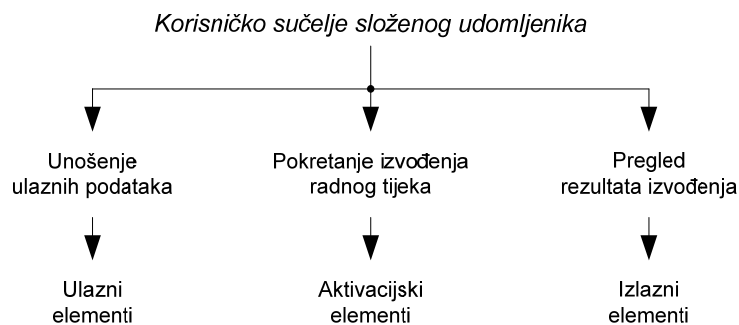 Korisničko sučelje složenog udomljenika
Unošenje
ulaznih podataka
Pokretanje izvođenja
radnog tijeka
Pregled
rezultata izvođenja
Ulazni
elementi
Aktivacijski
elementi
Izlazni
elementi